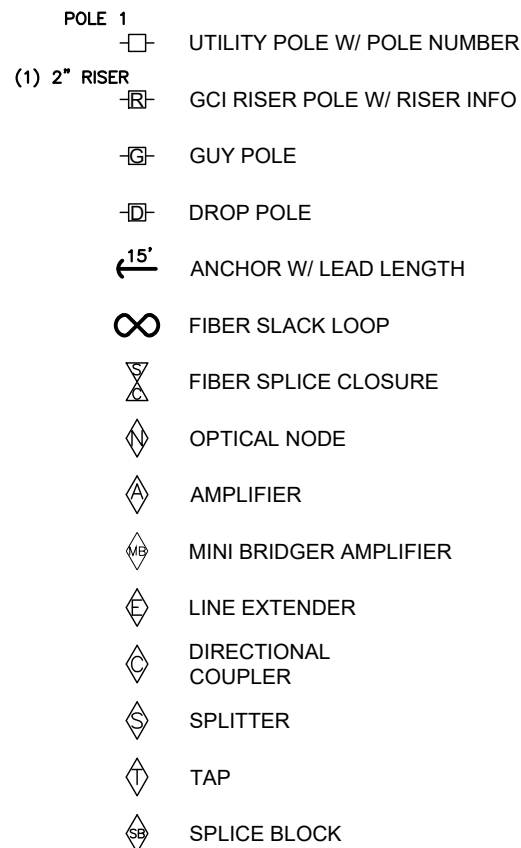 POLE 1
UTILITY POLE W/ POLE NUMBER
(1) 2" RISER
R GCI RISER POLE W/ RISER INFO
G GUY POLE
D DROP POLE
15' ANCHOR W/ LEAD LENGTH
FIBER SLACK LOOP
S
C
FIBER SPLICE CLOSURE
N OPTICAL NODE
A AMPLIFIER
MB MINI BRIDGER AMPLIFIER
E LINE EXTENDER
C DIRECTIONAL
COUPLER
S SPLITTER
T TAP
SB SPLICE BLOCK